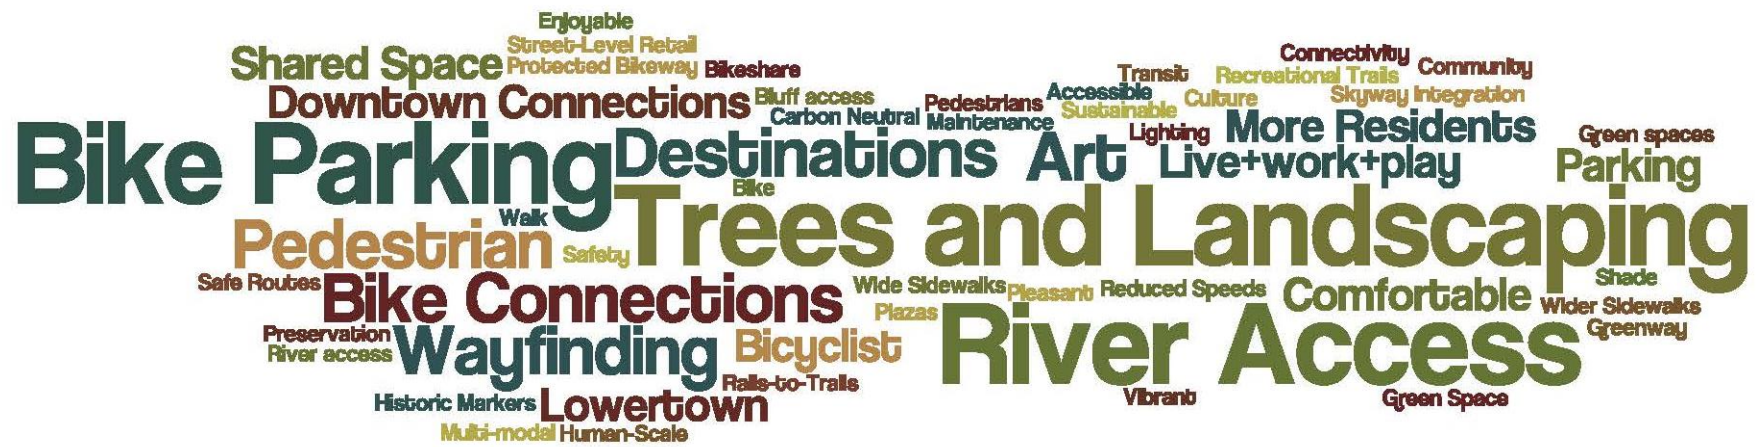 Enjoyable
Street-Level Retail
Shared Space
Protected Bikeway
Bikeshare
Connectivity
Community
Transit
Recreational Trails
Downtown Connections
Bluff access
Pedestrians
Accessible
Culture
Skyway Integration
Carbon Neutral
Maintenance
Sustainable
Lighting
More Residents
Green spaces
Bike Parking
Destinations
Art
Live+work+play
Parking
Bike
Walk
Trees and Landscaping
Pedestrian
Safety
Safe Routes
Bike Connections
Wide Sidewalks
Pleasant
Reduced Speeds
Comfortable
Shade
Wider Sidewalks
Plazas
Greenway
Preservation
River access
Wayfinding
Bicyclist
River Access
Rails-to-Trails
Historic Markers
Lowertown
Vibrant
Green Space
Multi-modal
Human-Scale